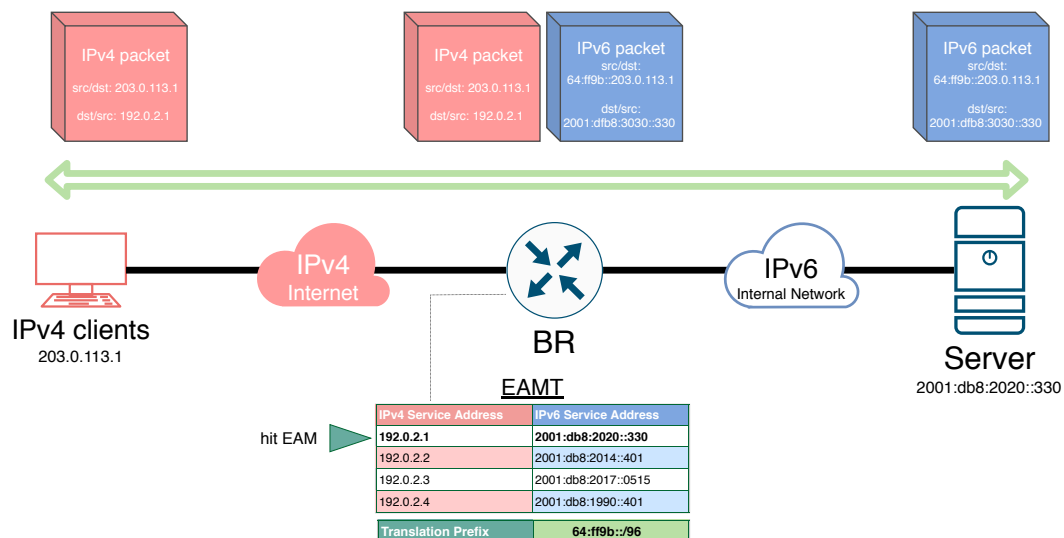 IPv4 packet
src/dst: 203.0.113.1
dst/src: 192.0.2.1
IPv4 packet
src/dst: 203.0.113.1
dst/src: 192.0.2.1
IPv6 packet
src/dst:
64:ff9b::203.0.113.1
dst/src:
2001:dfb8:3030::330
IPv6 packet
src/dst:
64:ff9b::203.0.113.1
dst/src:
2001:dfb8:3030::330
IPv4
Internet
IPv6
Internal Network
IPv4 clients
203.0.113.1
BR
Server
2001:db8:2020::330
EAMT
IPv4 Service Address IPv6 Service Address
hit EAM
192.0.2.1 2001:db8:2020::330
192.0.2.2 2001:db8:2014::401
192.0.2.3 2001:db8:2017::0515
192.0.2.4 2001:db8:1990::401
Translation Prefix 64:ff9b::/96